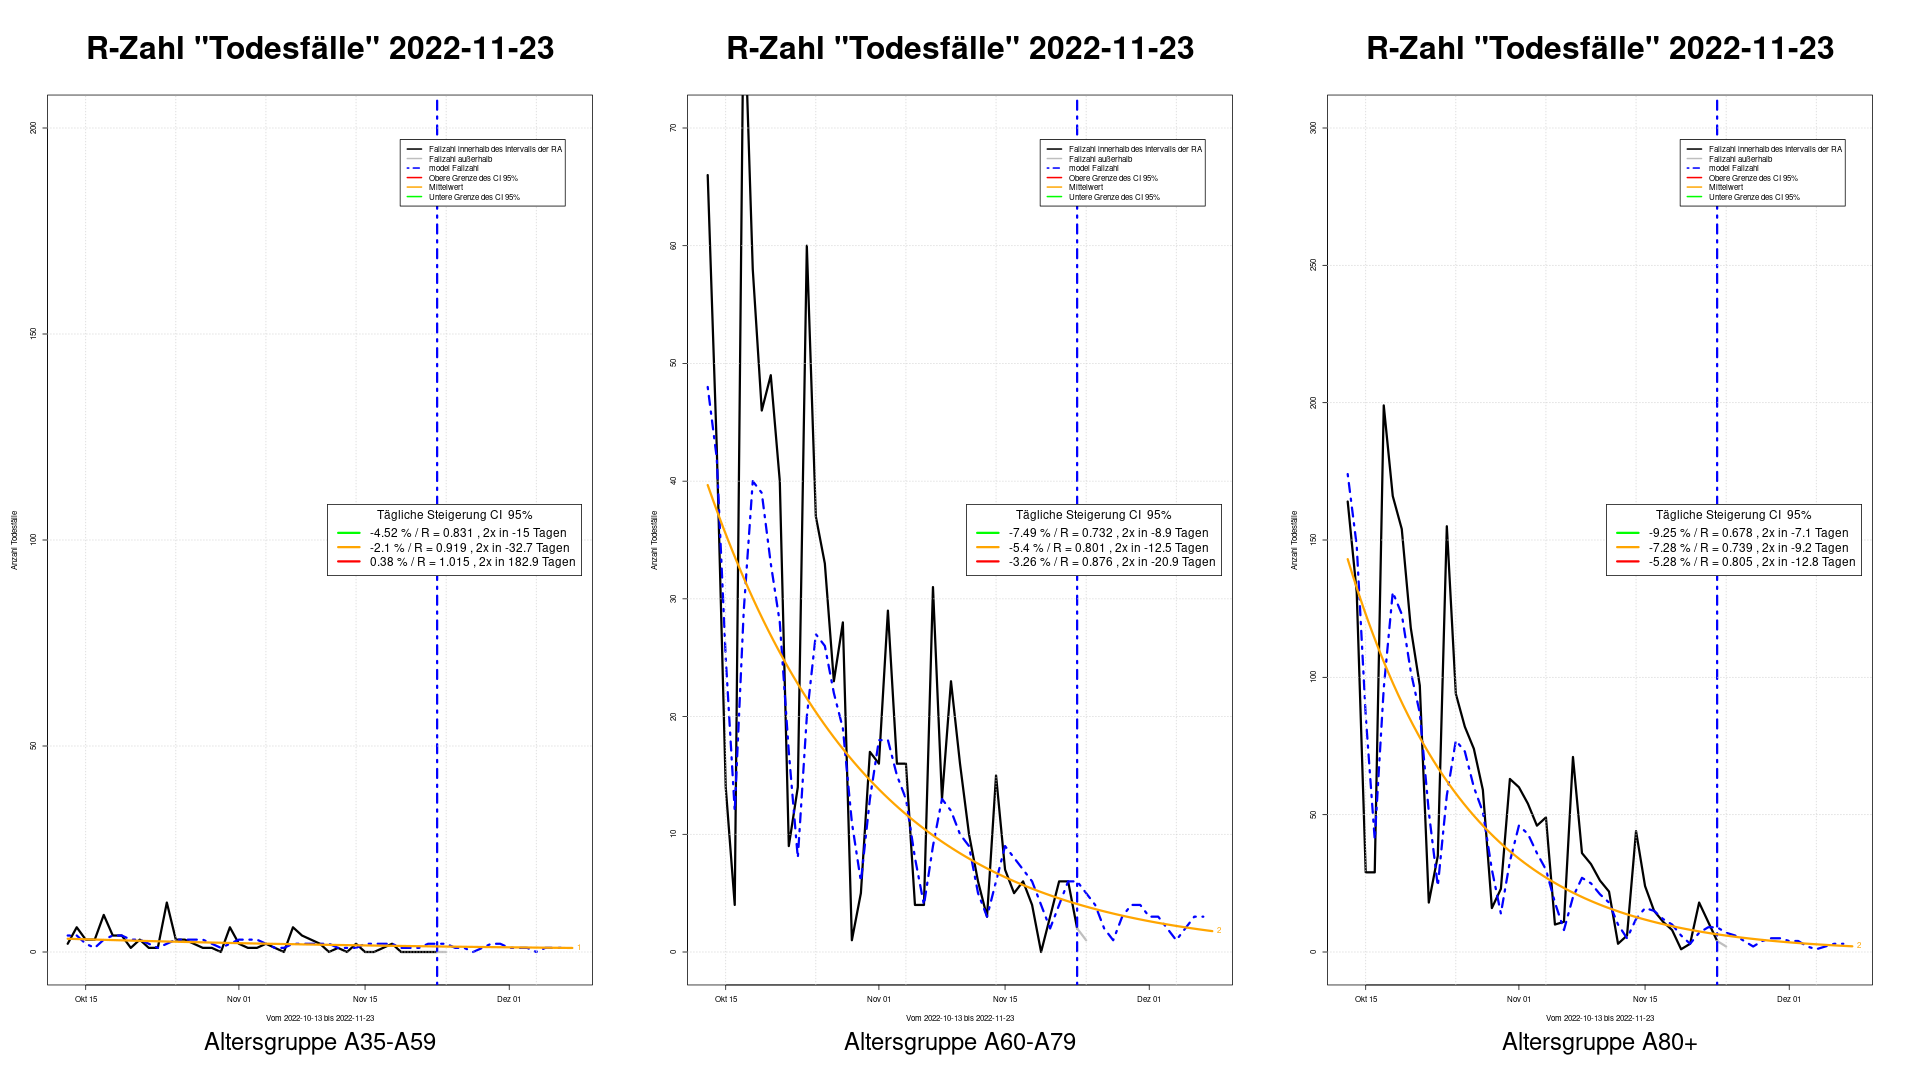 R-Zahl "Todesfälle" 2022-11-23
200
150
100
50
0
Anzahl Todesfälle
Fallzahl innerhalb des Intervalls der RA
Fallzahl außerhalb
model Fallzahl
Obere Grenze des CI 95%
Mittelwert
Untere Grenze des CI 95%
Tägliche Steigerung CI 95%
-4.52 % / R = 0.831 , 2x in -15 Tagen
-2.1 % / R = 0.919 , 2x in -32.7 Tagen
0.38 % / R = 1.015 , 2x in 182.9 Tagen
1
Okt 15
Nov 01
Nov 15
Dez 01
Vom 2022-10-13 bis 2022-11-23
Altersgruppe A35-A59
R-Zahl "Todesfälle" 2022-11-23
70
60
50
40
30
20
10
0
Anzahl Todesfälle
Fallzahl innerhalb des Intervalls der RA
Fallzahl außerhalb
model Fallzahl
Obere Grenze des CI 95%
Mittelwert
Untere Grenze des CI 95%
Tägliche Steigerung CI 95%
-7.49 % / R = 0.732 , 2x in -8.9 Tagen
-5.4 % / R = 0.801 , 2x in -12.5 Tagen
-3.26 % / R = 0.876 , 2x in -20.9 Tagen
2
Okt 15
Nov 01
Nov 15
Dez 01
Vom 2022-10-13 bis 2022-11-23
Altersgruppe A60-A79
R-Zahl "Todesfälle" 2022-11-23
300
250
200
150
100
50
0
Anzahl Todesfälle
Fallzahl innerhalb des Intervalls der RA
Fallzahl außerhalb
model Fallzahl
Obere Grenze des CI 95%
Mittelwert
Untere Grenze des CI 95%
Tägliche Steigerung CI 95%
-9.25 % / R = 0.678 , 2x in -7.1 Tagen
-7.28 % / R = 0.739 , 2x in -9.2 Tagen
-5.28 % / R = 0.805 , 2x in -12.8 Tagen
2
Okt 15
Nov 01
Nov 15
Dez 01
Vom 2022-10-13 bis 2022-11-23
Altersgruppe A80+